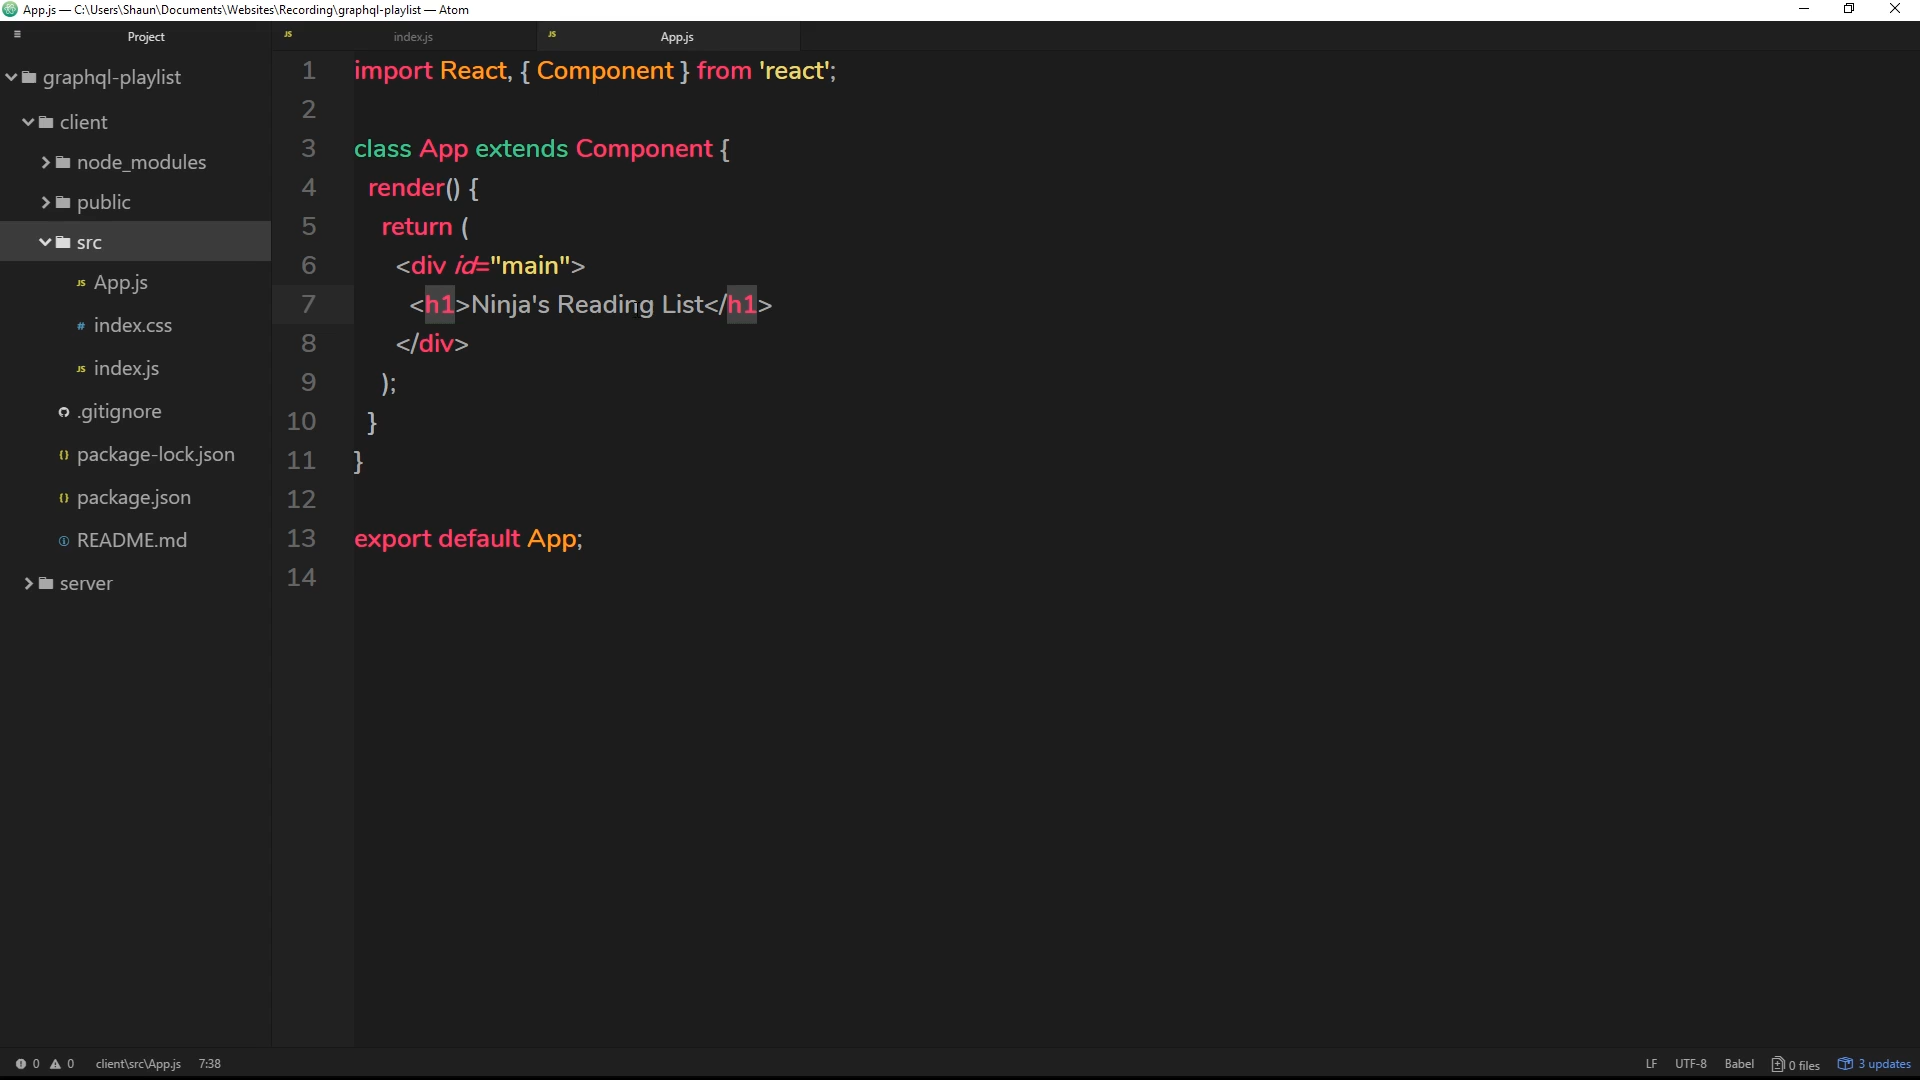 App.js — C:\Users\Shaun\Documents\Websites\Recording\graphql-playlist — Atom
Project
graphql-playlist
client
node_modules
public
src
App.js
index.css
index.js
.gitignore
package-lock.json
package.json
README.md
server
index.js
App.js
1 import React, { Component } from 'react';
2
3 class App extends Component {
4 render() {
5 return (
6 <div id="main">
7 <h1>Ninja's Reading List</h1>
8 </div>
9 );
10 }
11 }
12
13 export default App;
14
0 0 client\src\App.js 7:38 LF UTF-8 Babel 0 files 3 updates